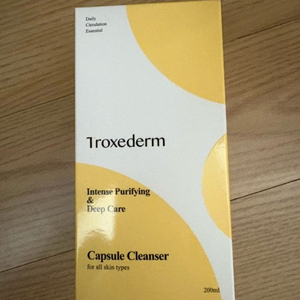 Daily
Circulation
Essential
Troxederm
Intense Purifying
&
Deep Care
Capsule Cleanser
for all skin types
200ml